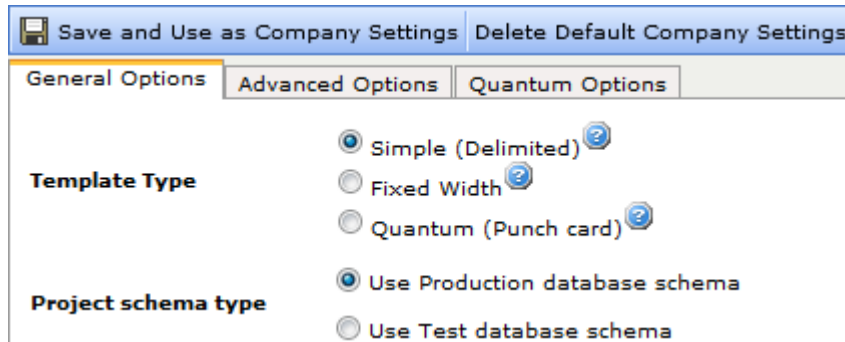 Save and Use as Company Settings Delete Default Company Settings
General Options Advanced Options Quantum Options
Simple (Delimited) ?
Template Type
Fixed Width ?
Quantum (Punch card) ?
Use Production database schema
Project schema type
Use Test database schema